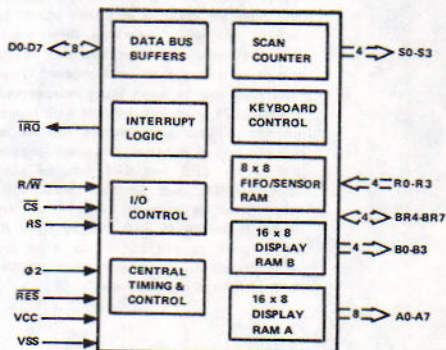 D0-D7
8
DATA BUS
BUFFERS
SCAN
COUNTER
4
S0-S3
IRQ
INTERRUPT
LOGIC
KEYBOARD
CONTROL
8 x 8
FIFO/SENSOR
RAM
4
R0-R3
R/W
CS
RS
I/O
CONTROL
4
BR4-BR7
16 x 8
DISPLAY
RAM B
4
B0-B3
Ø2
RES
VCC
VSS
CENTRAL
TIMING &
CONTROL
16 x 8
DISPLAY
RAM A
8
A0-A7